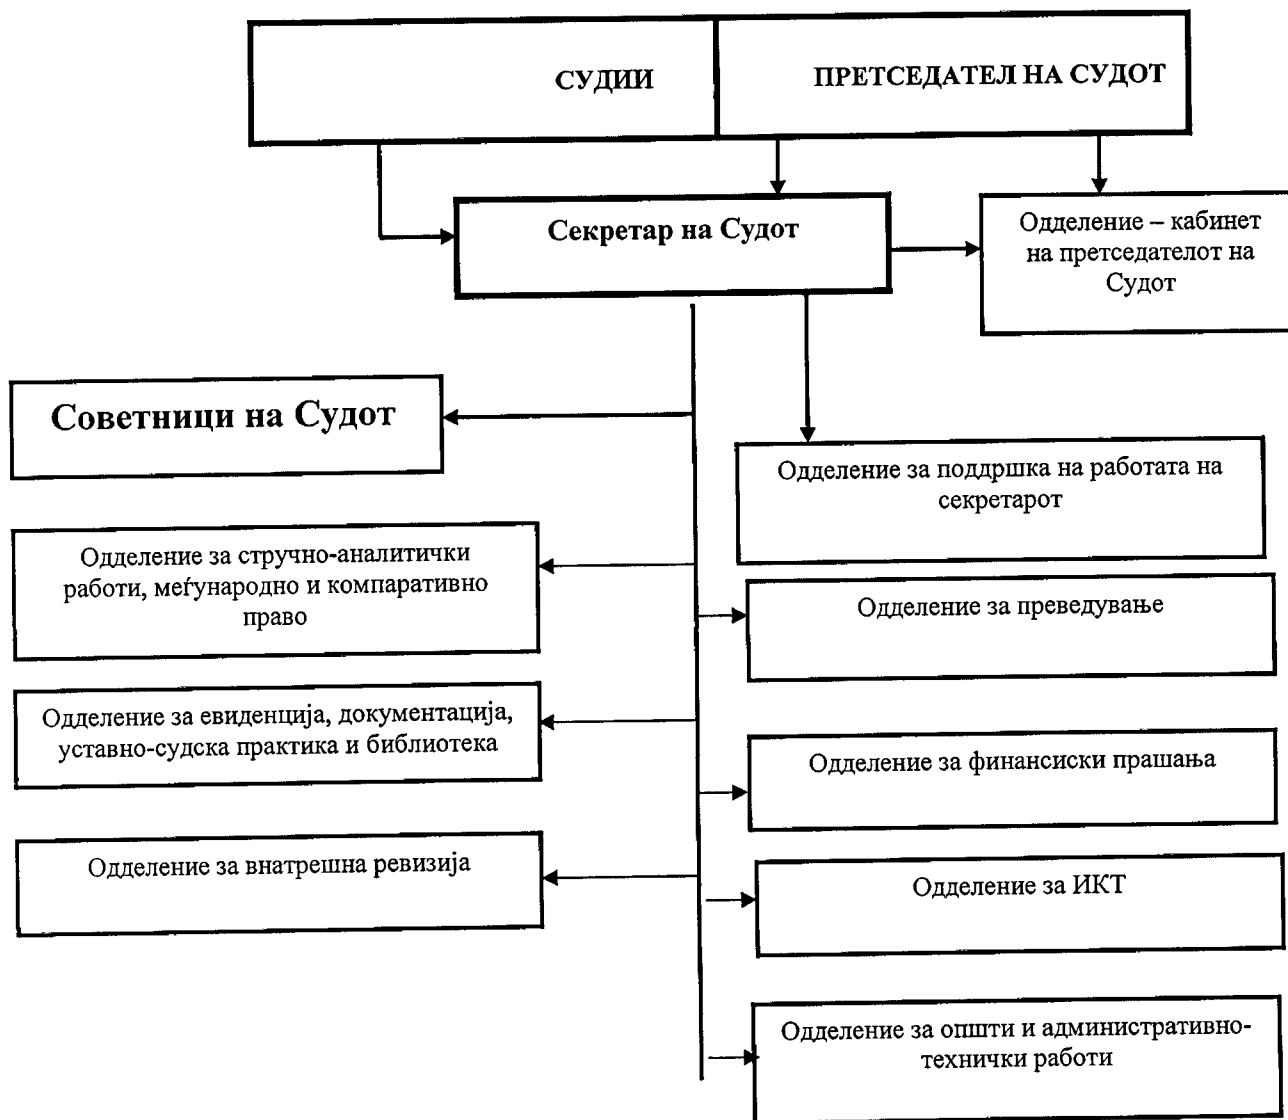 СУДИИ
ПРЕТСЕДАТЕЛ НА СУДОТ
Секретар на Судот
Одделение – кабинет
на претседателот на
Судот
Советници на Судот
Одделение за поддршка на работата на
секретарот
Одделение за стручно-аналитички
работи, меѓународно и компаративно
право
Одделение за преведување
Одделение за евиденција, документација,
уставно-судска практика и библиотека
Одделение за финансиски прашања
Одделение за внатрешна ревизија
Одделение за ИКТ
Одделение за општи и административно-
технички работи